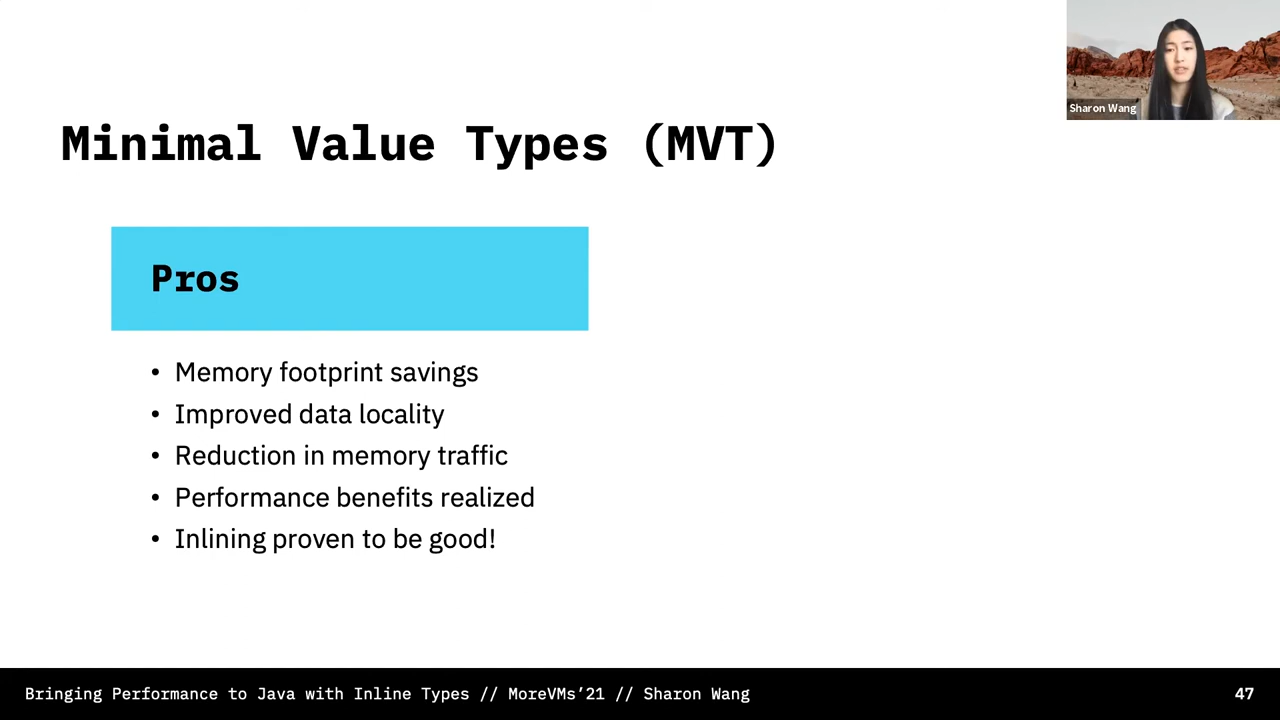 Sharon Wang
Minimal Value Types (MVT)
Pros
• Memory footprint savings
• Improved data locality
• Reduction in memory traffic
• Performance benefits realized
• Inlining proven to be good!
Bringing Performance to Java with Inline Types // MoreVMs’21 // Sharon Wang
47